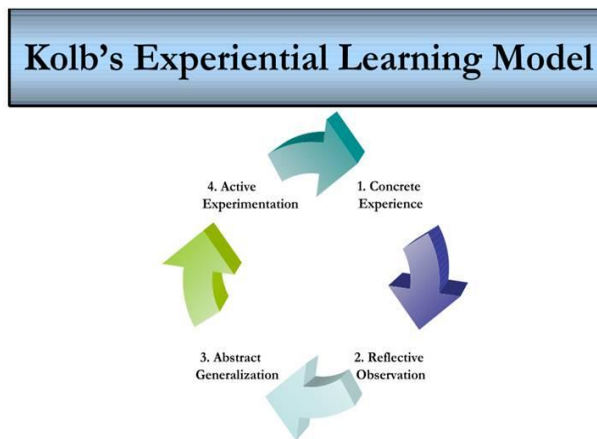 Kolb's Experiential Learning Model
4. Active
Experimentation
1. Concrete
Experience
3. Abstract
Generalization
2. Reflective
Observation